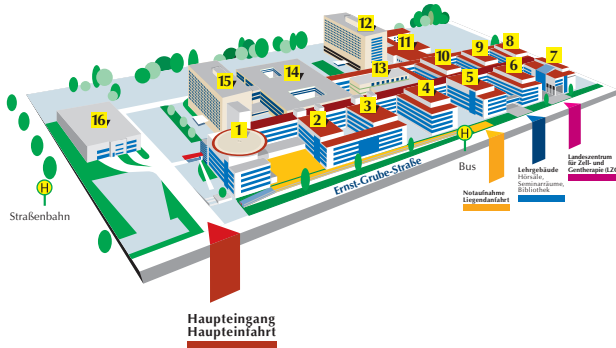 12
11
10
9
8
7
6
5
4
3
2
1
13
14
15
16
H
Straßenbahn
H
Bus
Ernst-Grube-Straße
Notaufnahme
Liegendanfahrt
Lehrgebäude
Hörsäle,
Seminarräume,
Bibliothek
Landeszentrum
für Zell- und
Gentherapie (LZG
Haupteingang
Haupteinfahrt